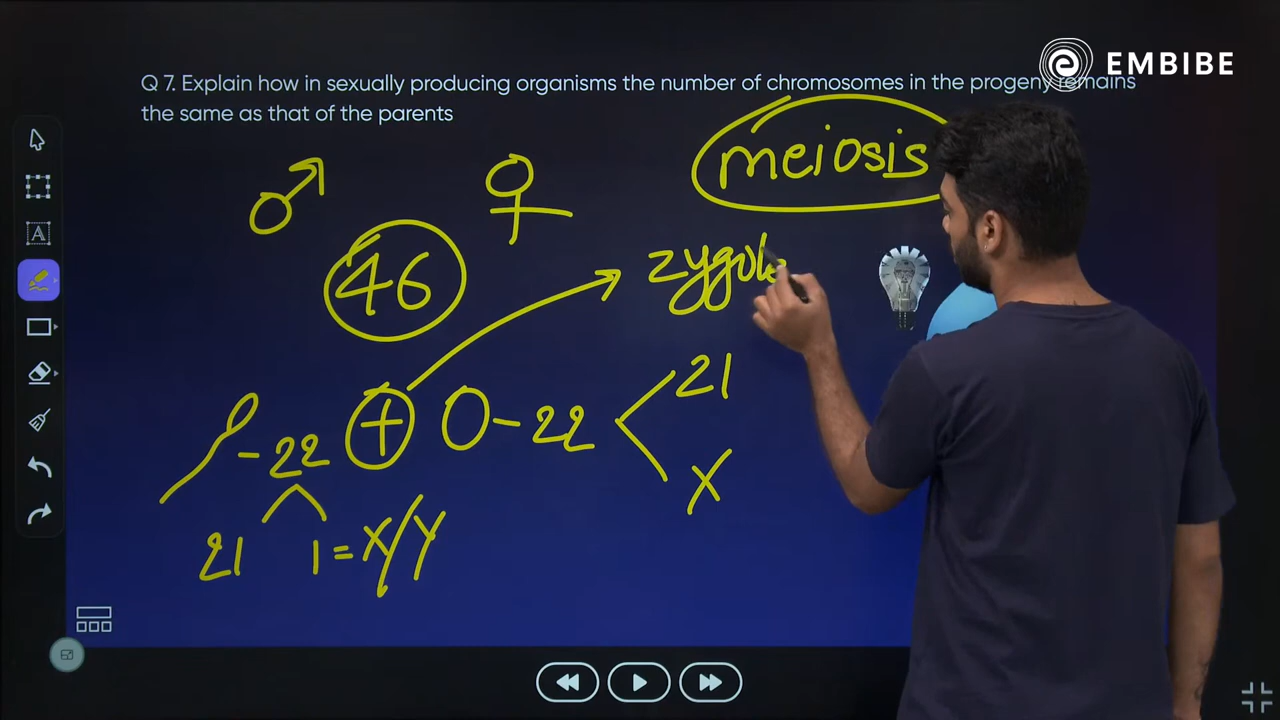 EMBIBE
Q 7. Explain how in sexually producing organisms the number of chromosomes in the progeny remains
the same as that of the parents
meiosis
♂ ♀
46
zygote
21
-22 + O-22
X
21 1=X/Y